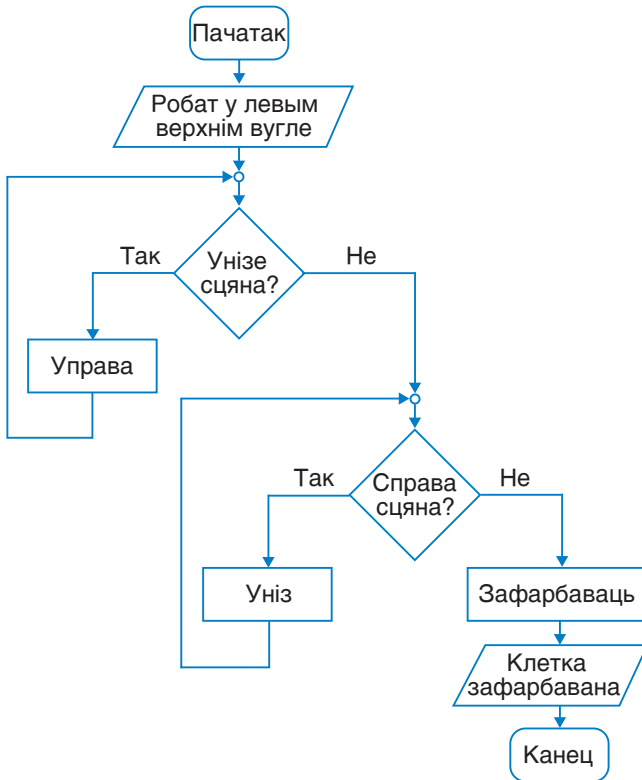 Пачатак
Робат у левым
верхнім вугле
Так
Унізе
сцяна?
Не
Управа
Так
Справа
сцяна?
Не
Уніз
Зафарбаваць
Клетка
зафарбавана
Канец